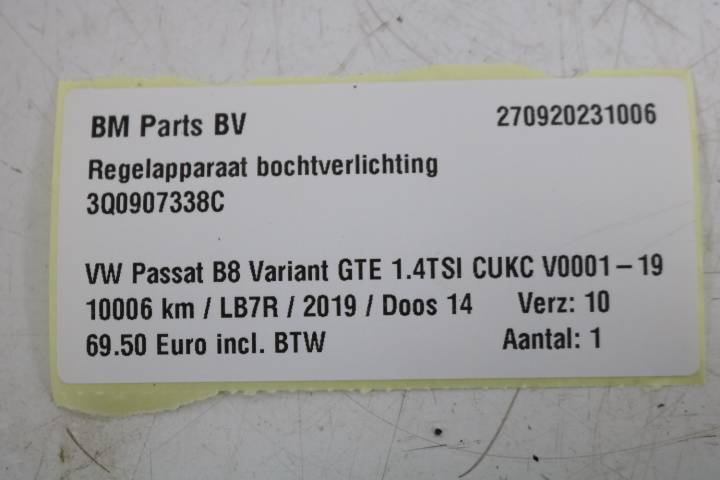 BM Parts BV 270920231006
Regelapparaat bochtverlichting
3Q0907338C
VW Passat B8 Variant GTE 1.4TSI CUKC V0001-19
10006 km / LB7R / 2019 / Doos 14 Verz: 10
69.50 Euro incl. BTW Aantal: 1